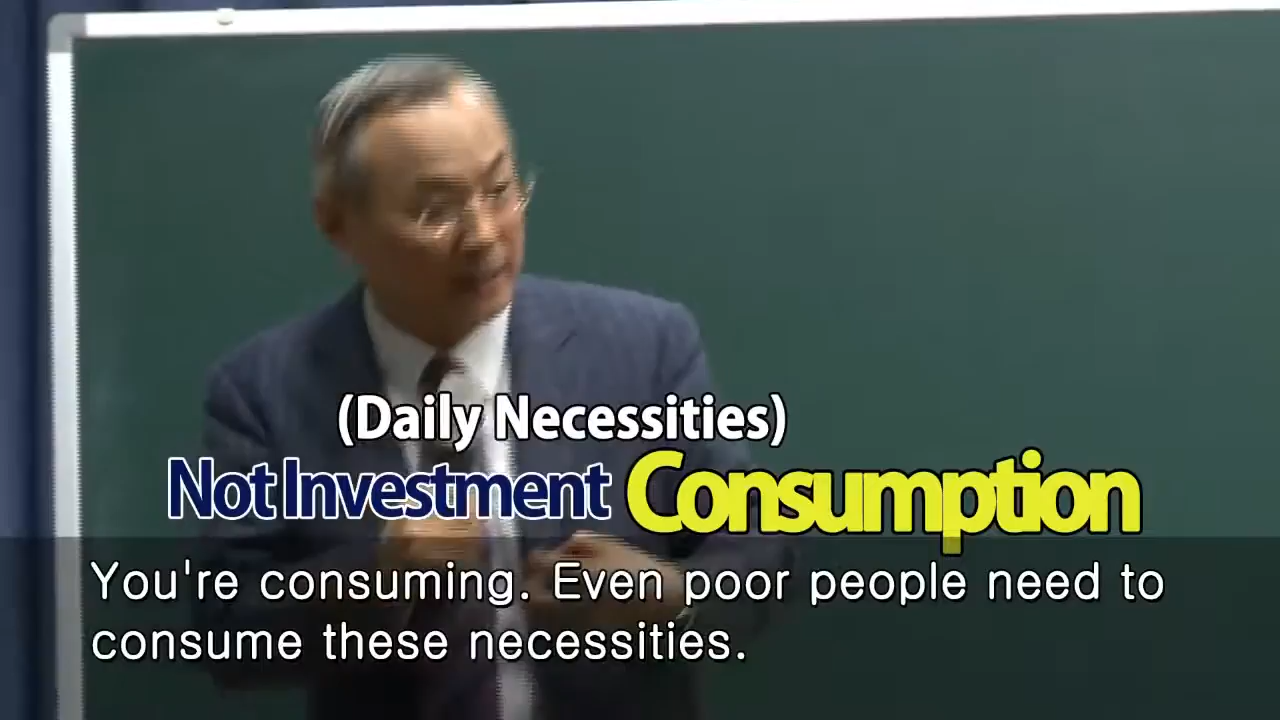 (Daily Necessities)
Not Investment Consumption
You're consuming. Even poor people need to
consume these necessities.